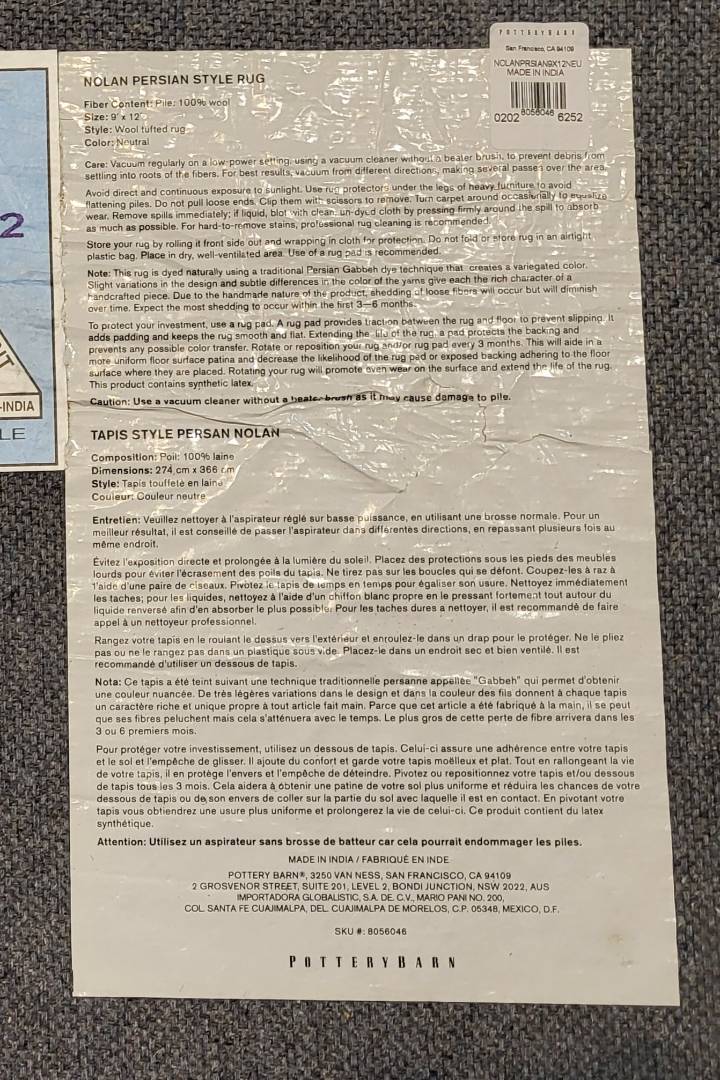 POTTERYBARN
San Francisco, CA 94109
NOLANPRSIAN9X12NEU
MADE IN INDIA
8056046
0202 6252
2
-INDIA
LE
NOLAN PERSIAN STYLE RUG
Fiber Content: Pile: 100% wool
Size: 9' x 12'
Style: Wool tufted rug
Color: Neutral
Care: Vacuum regularly on a low-power setting, using a vacuum cleaner without a beater brush, to prevent debris from
settling into roots of the fibers. For best results, vacuum from different directions, making several passes over the area.
Avoid direct and continuous exposure to sunlight. Use rug protectors under the legs of heavy furniture to avoid
flattening piles. Do not pull loose ends. Clip them with scissors to remove. Turn carpet around occasionally to equalize
wear. Remove spills immediately; if liquid, blot with clean, un-dyed cloth by pressing firmly around the spill to absorb
as much as possible. For hard-to-remove stains, professional rug cleaning is recommended.
Store your rug by rolling it front side out and wrapping in cloth for protection. Do not fold or store rug in an airtight
plastic bag. Place in dry, well-ventilated area. Use of a rug pad is recommended.
Note: This rug is dyed naturally using a traditional Persian Gabbeh dye technique that creates a variegated color.
Slight variations in the design and subtle differences in the color of the yarns give each the rich character of a
handcrafted piece. Due to the handmade nature of the product, shedding of loose fibers will occur but will diminish
over time. Expect the most shedding to occur within the first 3—6 months.
To protect your investment, use a rug pad. A rug pad provides traction between the rug and floor to prevent slipping. It
adds padding and keeps the rug smooth and flat. Extending the life of the rug, a pad protects the backing and
prevents any possible color transfer. Rotate or reposition your rug and/or rug pad every 3 months. This will aide in a
more uniform floor surface patina and decrease the likelihood of the rug pad or exposed backing adhering to the floor
surface where they are placed. Rotating your rug will promote even wear on the surface and extend the life of the rug.
This product contains synthetic latex.
Caution: Use a vacuum cleaner without a beater brush as it may cause damage to pile.
TAPIS STYLE PERSAN NOLAN
Composition: Poil: 100% laine
Dimensions: 274 cm x 366 cm
Style: Tapis touffeté en laine
Couleur: Couleur neutre
Entretien: Veuillez nettoyer à l'aspirateur réglé sur basse puissance, en utilisant une brosse normale. Pour un
meilleur résultat, il est conseillé de passer l'aspirateur dans différentes directions, en repassant plusieurs fois au
même endroit.
Évitez l'exposition directe et prolongée à la lumière du soleil. Placez des protections sous les pieds des meubles
lourds pour éviter l'écrasement des poils du tapis. Ne tirez pas sur les boucles qui se défont. Coupez-les à raz à
l'aide d'une paire de ciseaux. Pivotez le tapis de temps en temps pour égaliser son usure. Nettoyez immédiatement
les taches; pour les liquides, nettoyez à l'aide d'un chiffon blanc propre en le pressant fortement tout autour du
liquide renversé afin d'en absorber le plus possible. Pour les taches dures a nettoyer, il est recommandé de faire
appel à un nettoyeur professionnel.
Rangez votre tapis en le roulant le dessus vers l'extérieur et enroulez-le dans un drap pour le protéger. Ne le pliez
pas ou ne le rangez pas dans un plastique sous vide. Placez-le dans un endroit sec et bien ventilé. Il est
recommandé d'utiliser un dessous de tapis.
Nota: Ce tapis a été teint suivant une technique traditionnelle persanne appellée "Gabbeh" qui permet d'obtenir
une couleur nuancée. De très légères variations dans le design et dans la couleur des fils donnent à chaque tapis
un caractère riche et unique propre à tout article fait main. Parce que cet article a été fabriqué à la main, il se peut
que ses fibres peluchent mais cela s'atténuera avec le temps. Le plus gros de cette perte de fibre arrivera dans les
3 ou 6 premiers mois.
Pour protéger votre investissement, utilisez un dessous de tapis. Celui-ci assure une adhérence entre votre tapis
et le sol et l'empêche de glisser. Il ajoute du confort et garde votre tapis moëlleux et plat. Tout en rallongeant la vie
de votre tapis, il en protège l'envers et l'empêche de déteindre. Pivotez ou repositionnez votre tapis et/ou dessous
de tapis tous les 3 mois. Cela aidera à obtenir une patine de votre sol plus uniforme et réduira les chances de votre
dessous de tapis ou de son envers de coller sur la partie du sol avec laquelle il est en contact. En pivotant votre
tapis vous obtiendrez une usure plus uniforme et prolongerez la vie de celui-ci. Ce produit contient du latex
synthétique.
Attention: Utilisez un aspirateur sans brosse de batteur car cela pourrait endommager les piles.
MADE IN INDIA / FABRIQUÉ EN INDE
POTTERY BARN®, 3250 VAN NESS, SAN FRANCISCO, CA 94109
2 GROSVENOR STREET, SUITE 201, LEVEL 2, BONDI JUNCTION, NSW 2022, AUS
IMPORTADORA GLOBALISTIC, S.A. DE. C.V., MARIO PANI NO. 200,
COL. SANTA FE CUAJIMALPA, DEL. CUAJIMALPA DE MORELOS, C.P. 05348, MEXICO, D.F.
SKU #: 8056046
POTTERYBARN